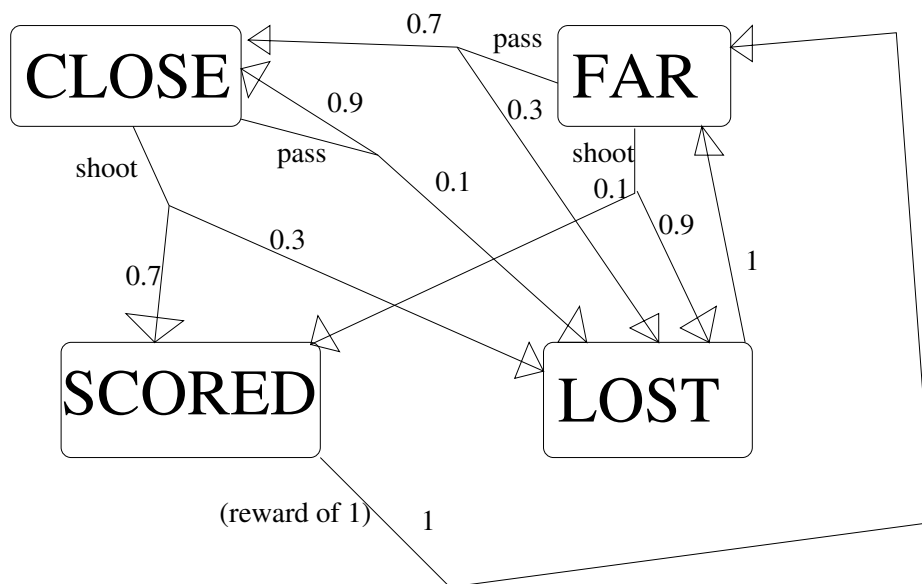 0.7
pass
CLOSE
FAR
0.9
0.3
pass
shoot
shoot
0.1
0.1
0.3
0.9
0.7
1
SCORED
LOST
(reward of 1)
1